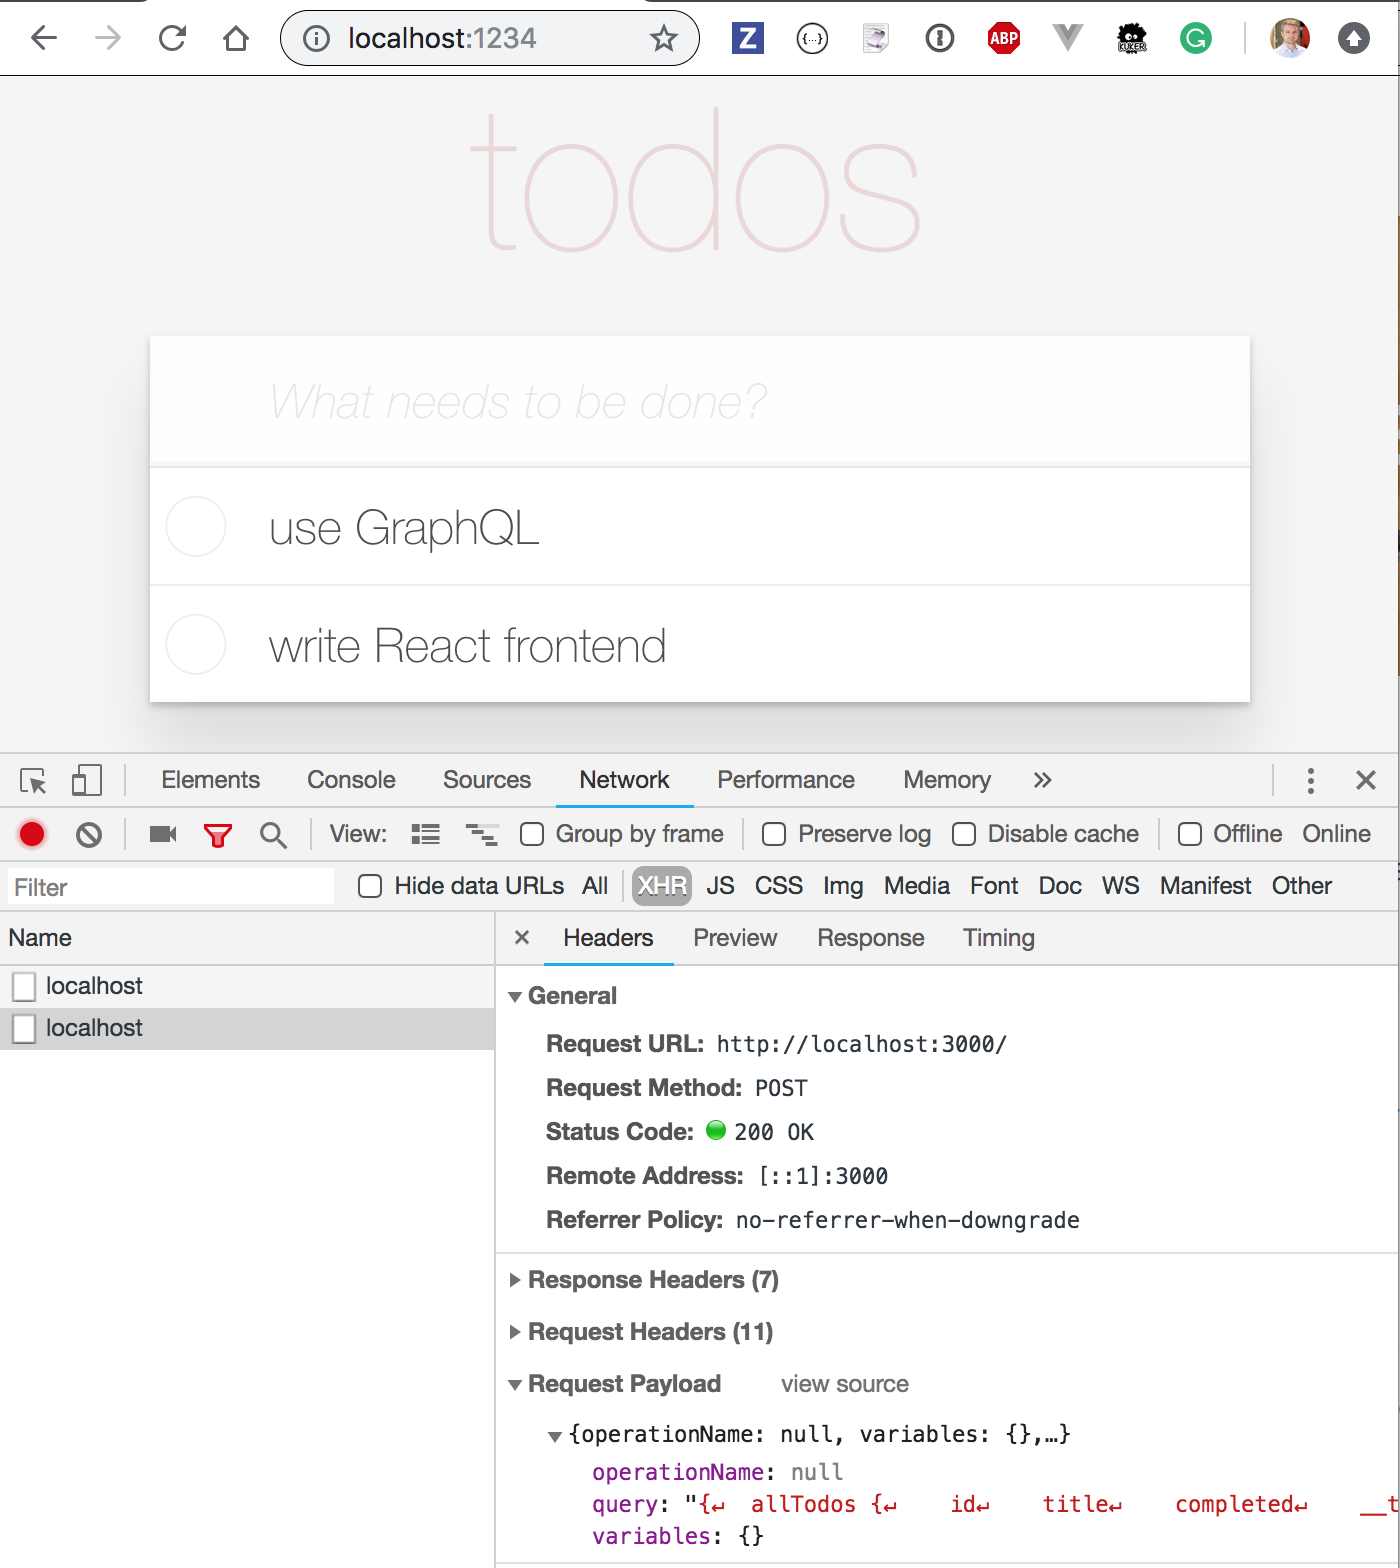 localhost:1234
Z
{...}
ABP
KUKER
G
todos
What needs to be done?
use GraphQL
write React frontend
Elements Console Sources Network Performance Memory »
View: Group by frame Preserve log Disable cache Offline Online
Filter Hide data URLs All XHR JS CSS Img Media Font Doc WS Manifest Other
Name
localhost
localhost
× Headers Preview Response Timing
General
Request URL: http://localhost:3000/
Request Method: POST
Status Code: 200 OK
Remote Address: [::1]:3000
Referrer Policy: no-referrer-when-downgrade
Response Headers (7)
Request Headers (11)
Request Payload view source
{operationName: null, variables: {},…}
operationName: null
query: "{↵ allTodos {↵ id↵ title↵ completed↵ __t
variables: {}